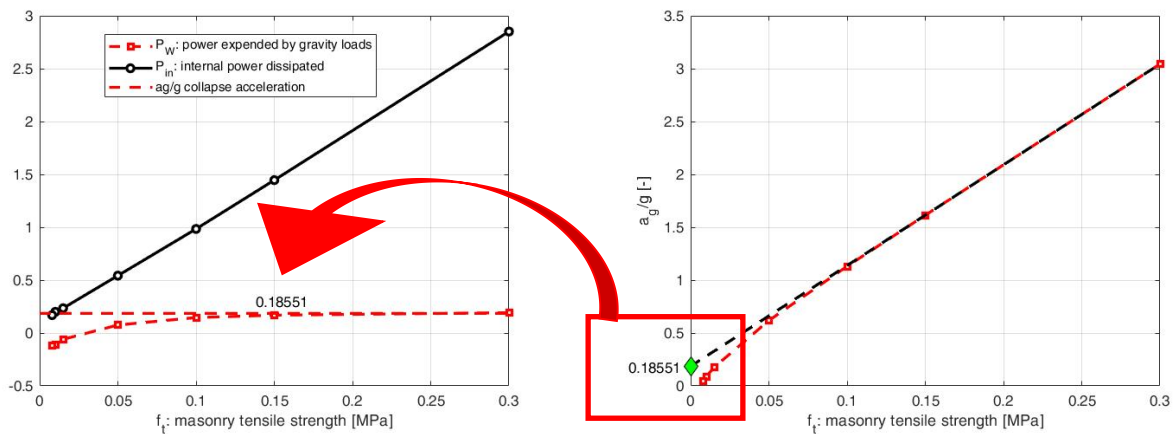 3
2.5
2
1.5
1
0.5
0
-0.5
P_W: power expended by gravity loads
P_in: internal power dissipated
ag/g collapse acceleration
0.18551
0 0.05 0.1 0.15 0.2 0.25 0.3
f_t: masonry tensile strength [MPa]
3.5
3
2.5
2
1.5
1
0.5
0
a_g/g [-]
0.18551
0 0.05 0.1 0.15 0.2 0.25 0.3
f_t: masonry tensile strength [MPa]